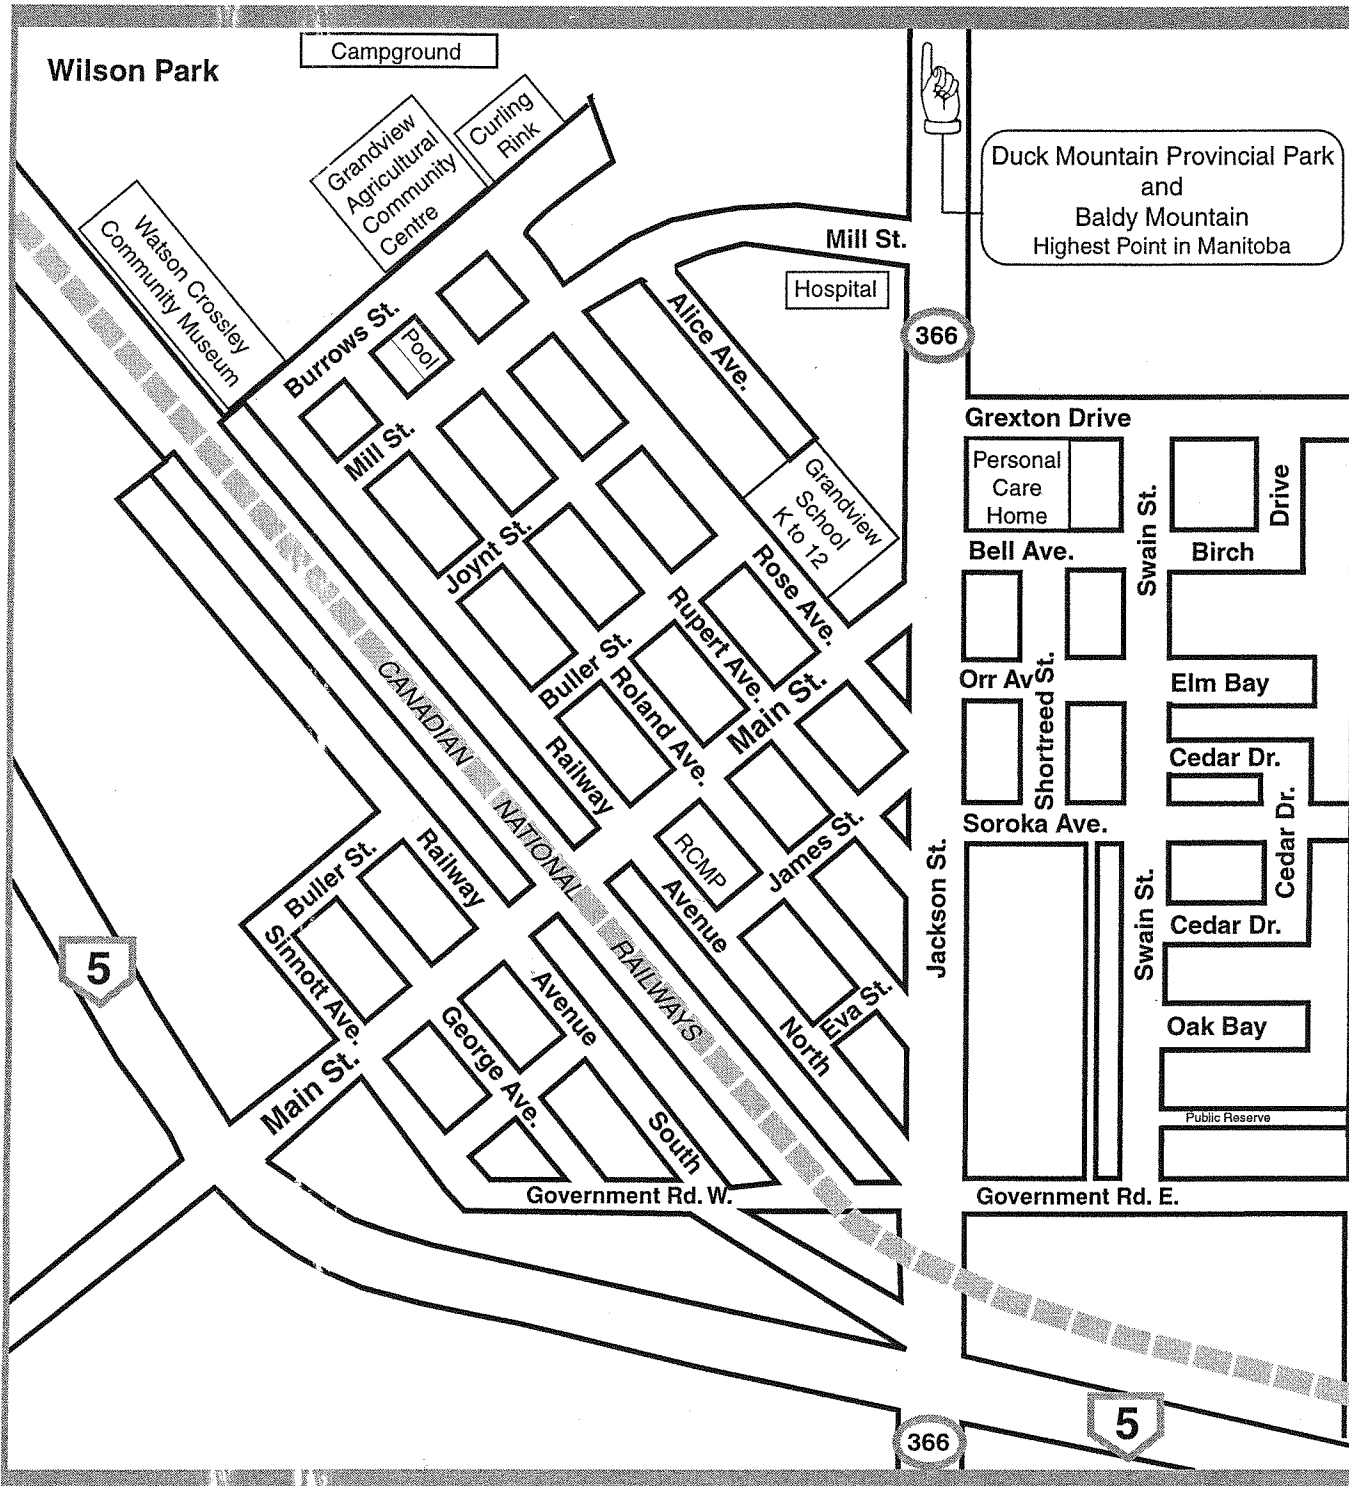 Wilson Park
Campground
Curling
Rink
Grandview
Agricultural
Community
Centre
Watson Crossley
Community Museum
Duck Mountain Provincial Park
and
Baldy Mountain
Highest Point in Manitoba
Mill St.
Hospital
366
Burrows St.
Pool
Alice Ave.
Mill St.
Grexton Drive
Personal
Care
Home
Swain St.
Drive
Birch
Bell Ave.
Grandview
School
K to 12
Joynt St.
Rose Ave.
Rupert Ave.
Buller St.
Roland Ave.
Main St.
Railway
Orr Av
Shortreed St.
Elm Bay
Cedar Dr.
Cedar Dr.
Soroka Ave.
CANADIAN
NATIONAL
RAILWAYS
RCMP
James St.
Avenue
Jackson St.
Swain St.
Cedar Dr.
Buller St.
Railway
Sinnott Ave.
5
Avenue
Eva St.
North
Oak Bay
George Ave.
Main St.
South
Public Reserve
Government Rd. W.
Government Rd. E.
5
366